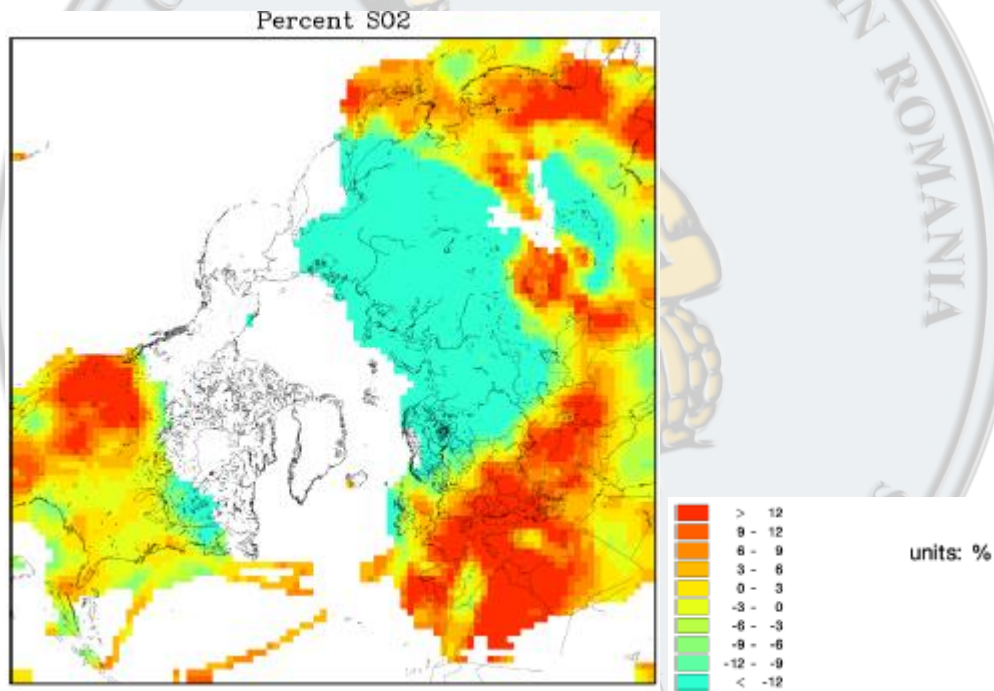 Percent SO2
IN ROMANIA
> 12
9 - 12
6 - 9
3 - 6
0 - 3
-3 - 0
-6 - -3
-9 - -6
-12 - -9
< -12
units: %